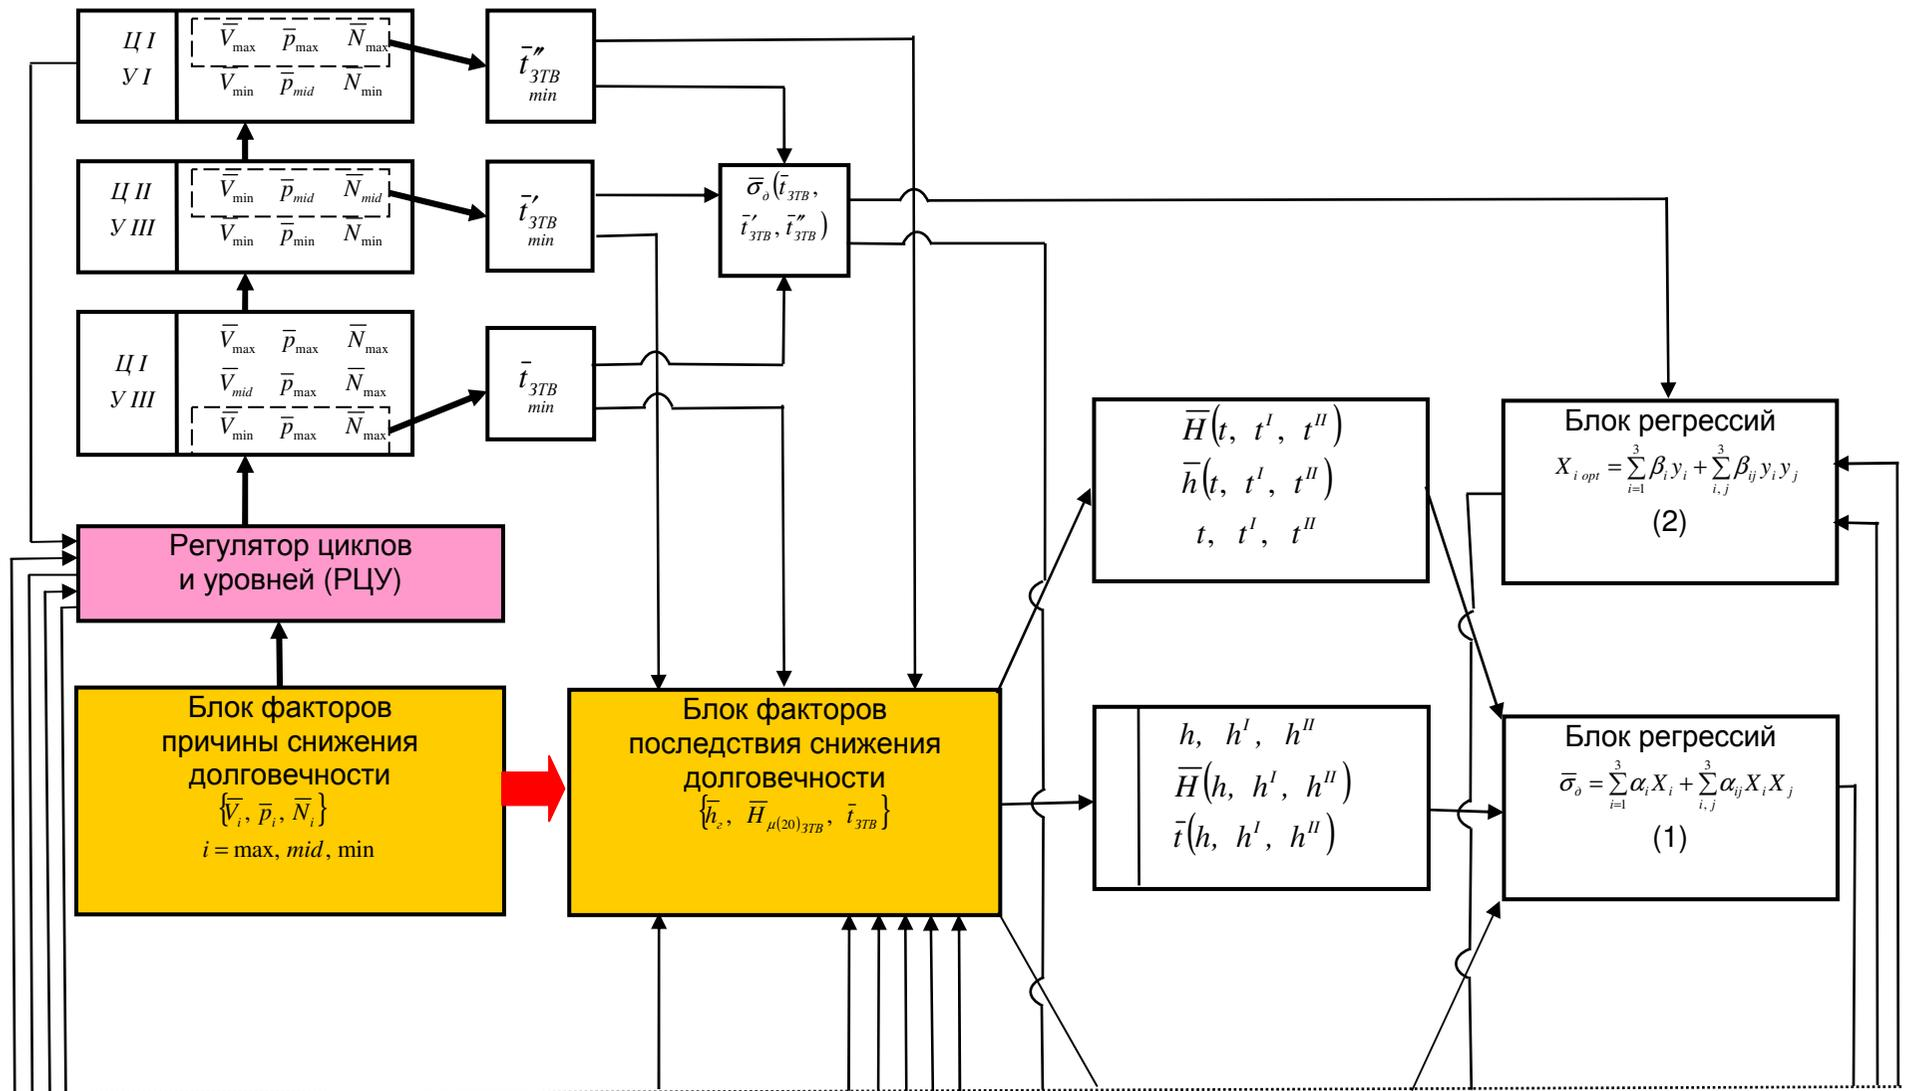 Ц I
У I
V̅max p̅max N̅max
V̅min p̅mid N̅min
t̅″ЗТВ
min
Ц II
У III
V̅min p̅mid N̅mid
V̅min p̅min N̅min
t̅′ЗТВ
min
σ̅д(t̅ЗТВ,
t̅′ЗТВ, t̅″ЗТВ)
Ц I
У III
V̅max p̅max N̅max
V̅mid p̅max N̅max
V̅min p̅max N̅max
t̅ЗТВ
min
H̅(t, tᴵ, tᴵᴵ)
h̅(t, tᴵ, tᴵᴵ)
t, tᴵ, tᴵᴵ
Блок регрессий
Xi opt = ∑i=1³ βi yi + ∑i, j³ βij yi yj
(2)
Регулятор циклов
и уровней (РЦУ)
Блок факторов
причины снижения
долговечности
{V̅i, p̅i, N̅i}
i = max, mid, min
Блок факторов
последствия снижения
долговечности
{h̅г, H̅μ(20)ЗТВ, t̅ЗТВ}
h, hᴵ, hᴵᴵ
H̅(h, hᴵ, hᴵᴵ)
t̅(h, hᴵ, hᴵᴵ)
Блок регрессий
σ̅д = ∑i=1³ αi Xi + ∑i, j³ αij Xi Xj
(1)